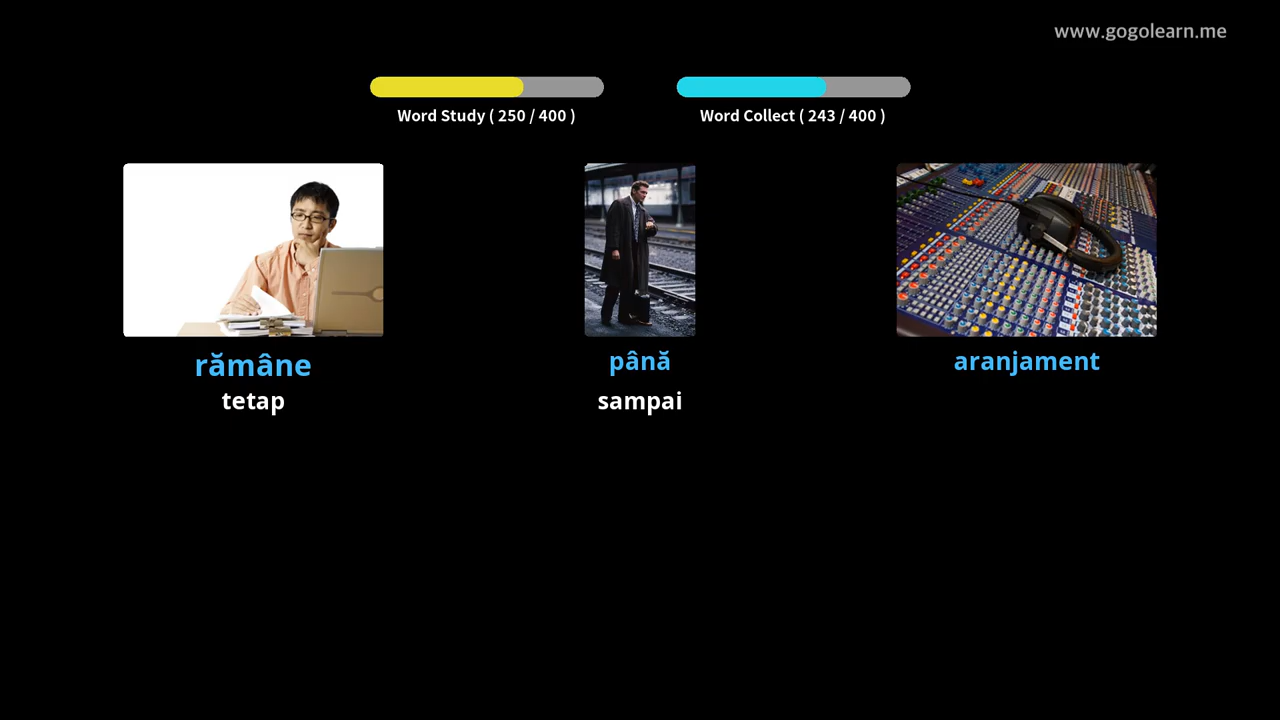 www.gogolearn.me
Word Study ( 250 / 400 )
Word Collect ( 243 / 400 )
rămâne
până
aranjament
tetap
sampai